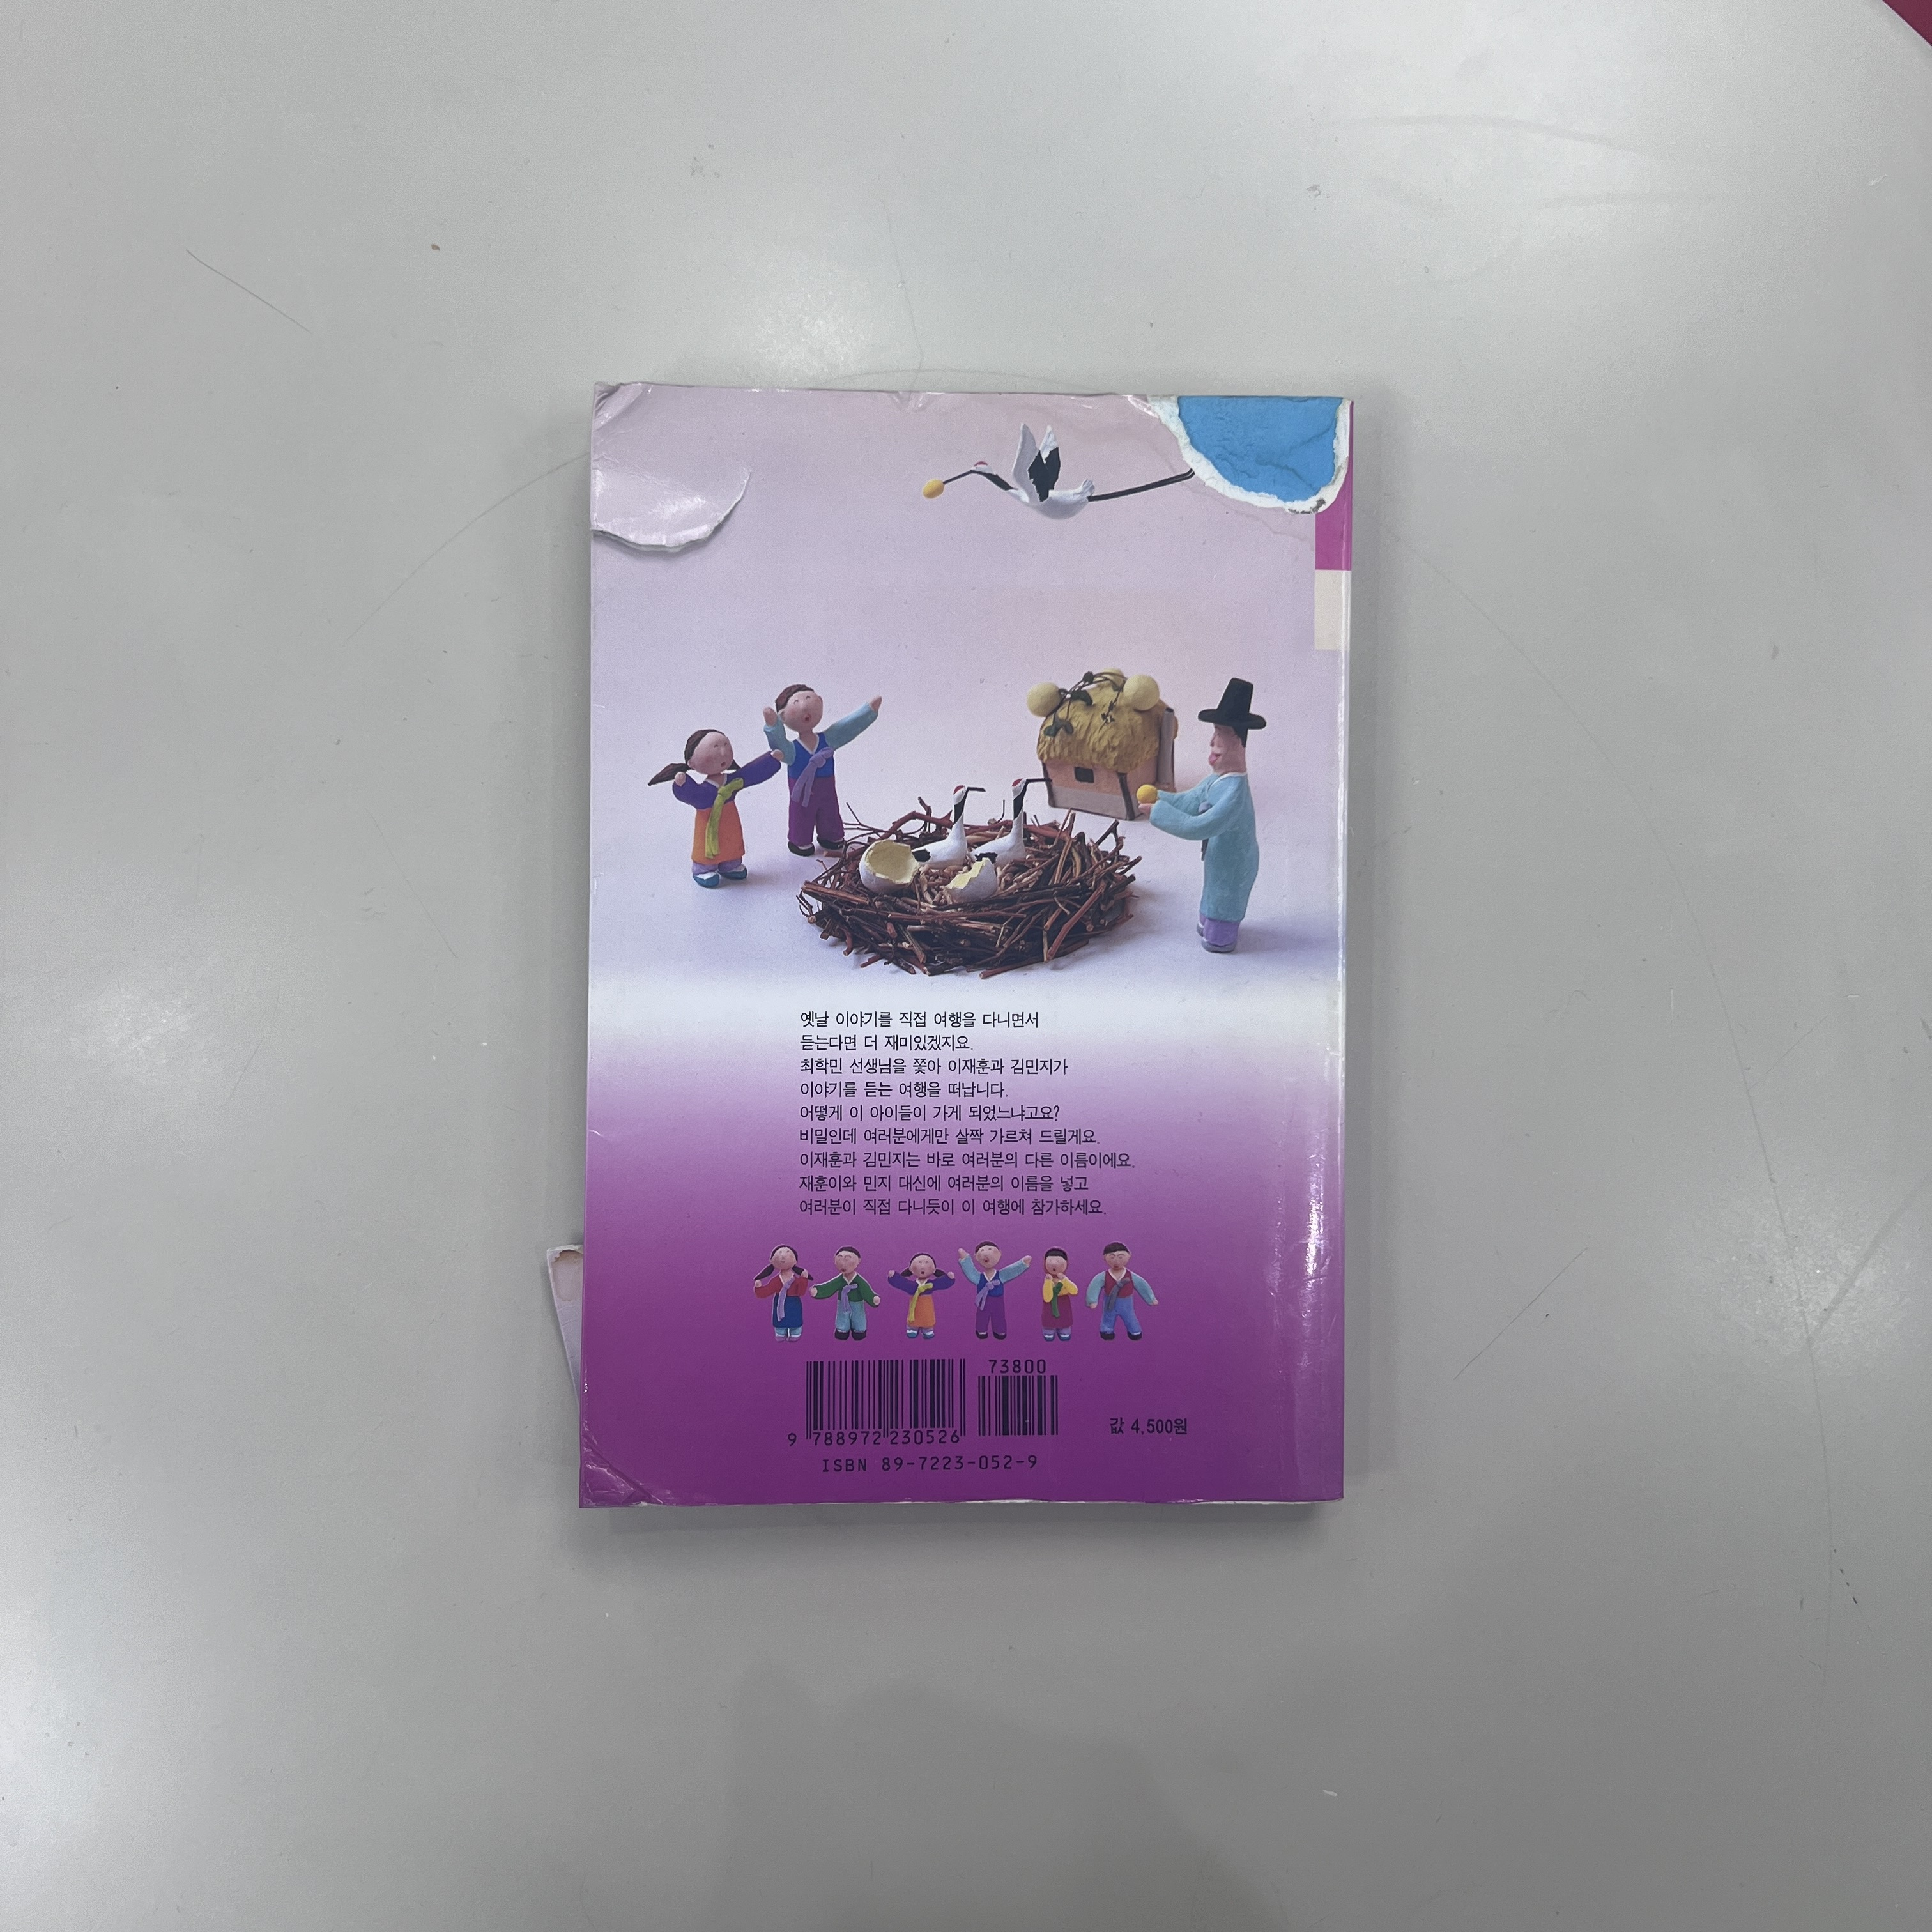 옛날 이야기를 직접 여행을 다니면서
듣는다면 더 재미있겠지요.
최학민 선생님을 쫓아 이재훈과 김민지가
이야기를 듣는 여행을 떠납니다.
어떻게 이 아이들이 가게 되었느냐고요?
비밀인데 여러분에게만 살짝 가르쳐 드릴게요.
이재훈과 김민지는 바로 여러분의 다른 이름이에요.
재훈이와 민지 대신에 여러분의 이름을 넣고
여러분이 직접 다니듯이 이 여행에 참가하세요.
73800
9 788972 230526
값 4,500원
ISBN 89-7223-052-9